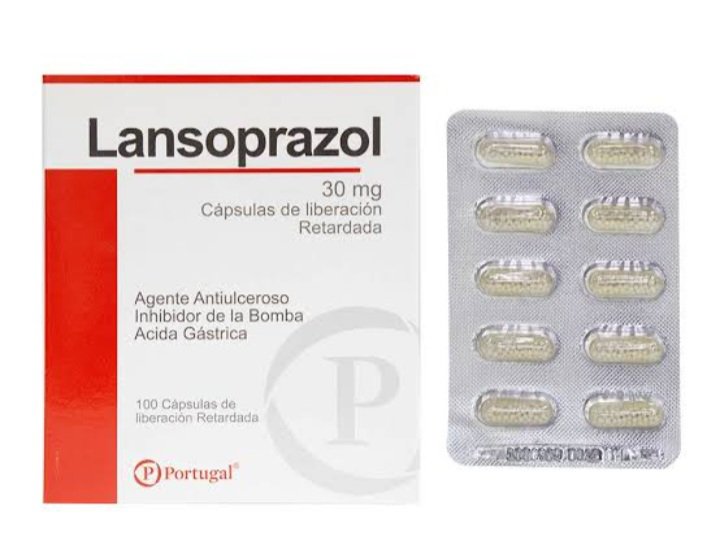 Lansoprazol
30 mg
Cápsulas de liberación
Retardada
Agente Antiulceroso
Inhibidor de la Bomba
Acida Gástrica
100 Cápsulas de
liberación Retardada
P Portugal®
P